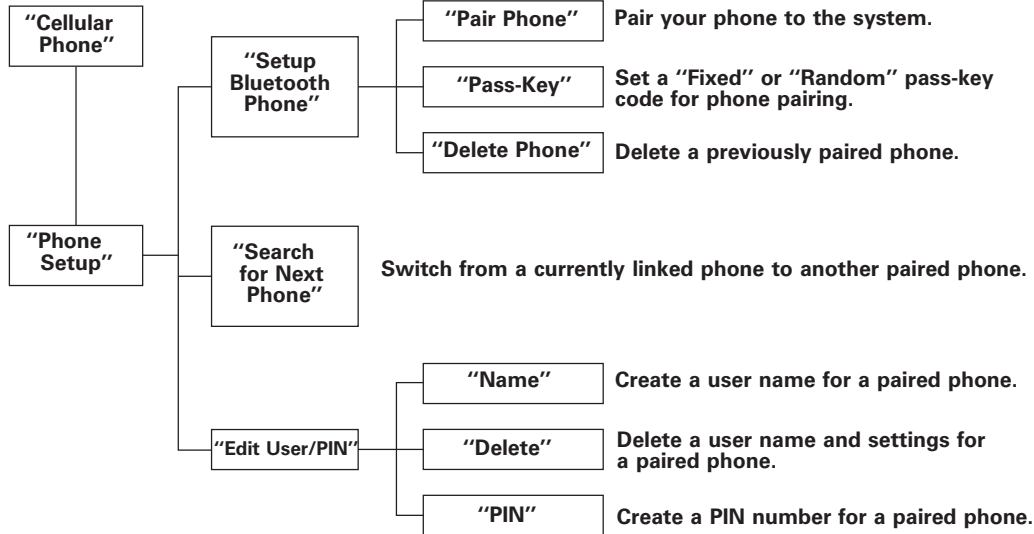 "Cellular
Phone"
"Phone
Setup"
"Setup
Bluetooth
Phone"
"Pair Phone"
Pair your phone to the system.
"Pass-Key"
Set a "Fixed" or "Random" pass-key
code for phone pairing.
"Delete Phone"
Delete a previously paired phone.
"Search
for Next
Phone"
Switch from a currently linked phone to another paired phone.
"Edit User/PIN"
"Name"
Create a user name for a paired phone.
"Delete"
Delete a user name and settings for
a paired phone.
"PIN"
Create a PIN number for a paired phone.